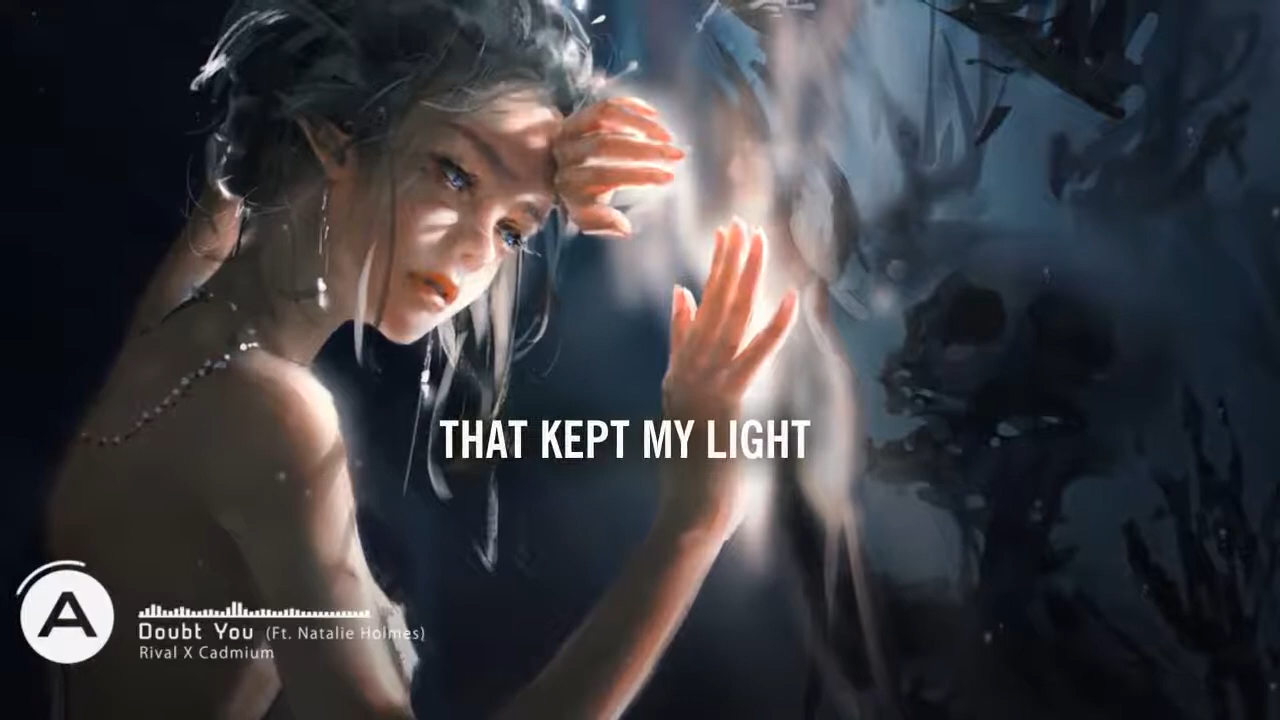 THAT KEPT MY LIGHT
A
Doubt You (Ft. Natalie Holmes)
Rival X Cadmium